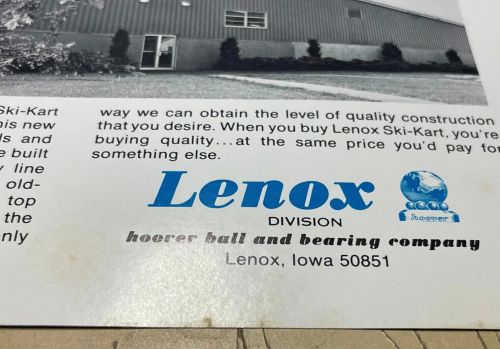 Ski-Kart
his new
ls and
e built
y line
old-
top
the
only
way we can obtain the level of quality construction
that you desire. When you buy Lenox Ski-Kart, you're
buying quality...at the same price you'd pay for
something else.
Lenox
hoover
DIVISION
hoover ball and bearing company
Lenox, Iowa 50851